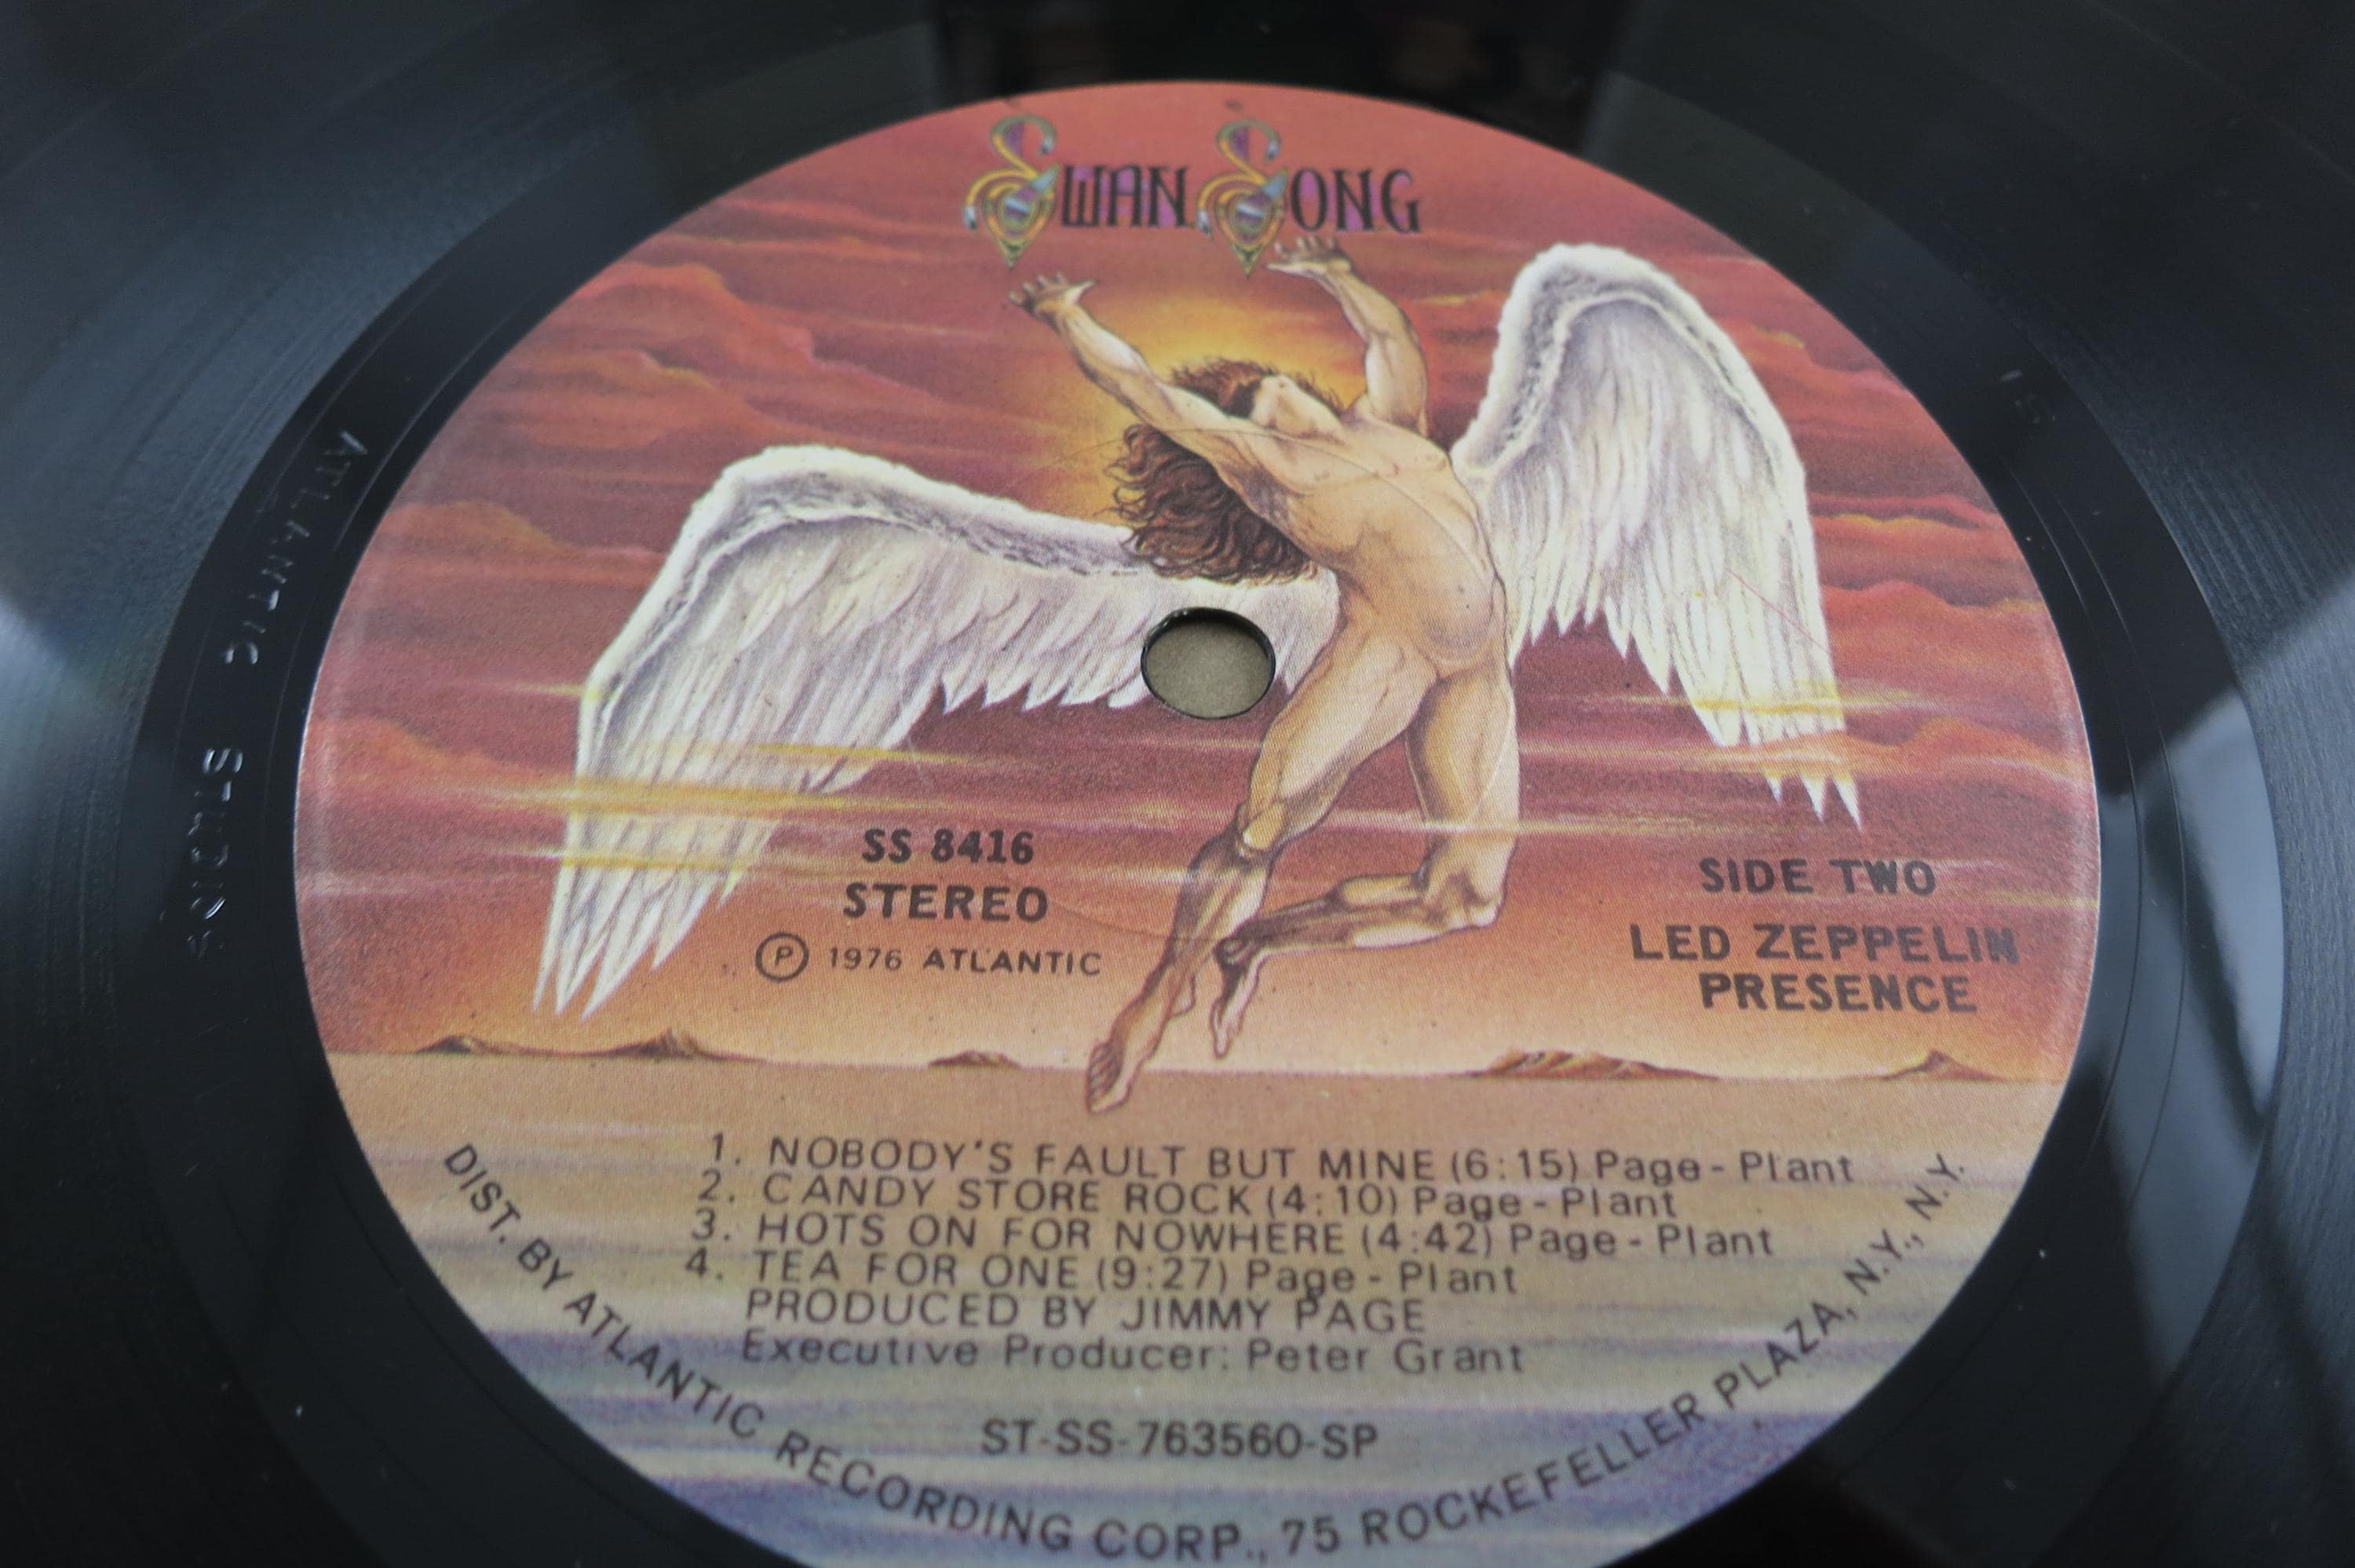 SWAN SONG
SS 8416
STEREO
Ⓟ 1976 ATLANTIC
SIDE TWO
LED ZEPPELIN
PRESENCE
1. NOBODY'S FAULT BUT MINE (6:15) Page-Plant
2. CANDY STORE ROCK (4:10) Page-Plant
3. HOTS ON FOR NOWHERE (4:42) Page-Plant
4. TEA FOR ONE (9:27) Page-Plant
PRODUCED BY JIMMY PAGE
Executive Producer: Peter Grant
ST-SS-763560-SP
DIST. BY ATLANTIC RECORDING CORP., 75 ROCKEFELLER PLAZA, N.Y., N.Y.
ATLANTIC STUDIOS